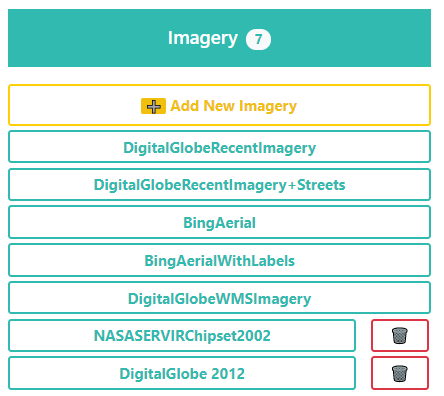 Imagery 7
Add New Imagery
DigitalGlobeRecentImagery
DigitalGlobeRecentImagery+Streets
BingAerial
BingAerialWithLabels
DigitalGlobeWMSImagery
NASASERVIRChipset2002
DigitalGlobe 2012